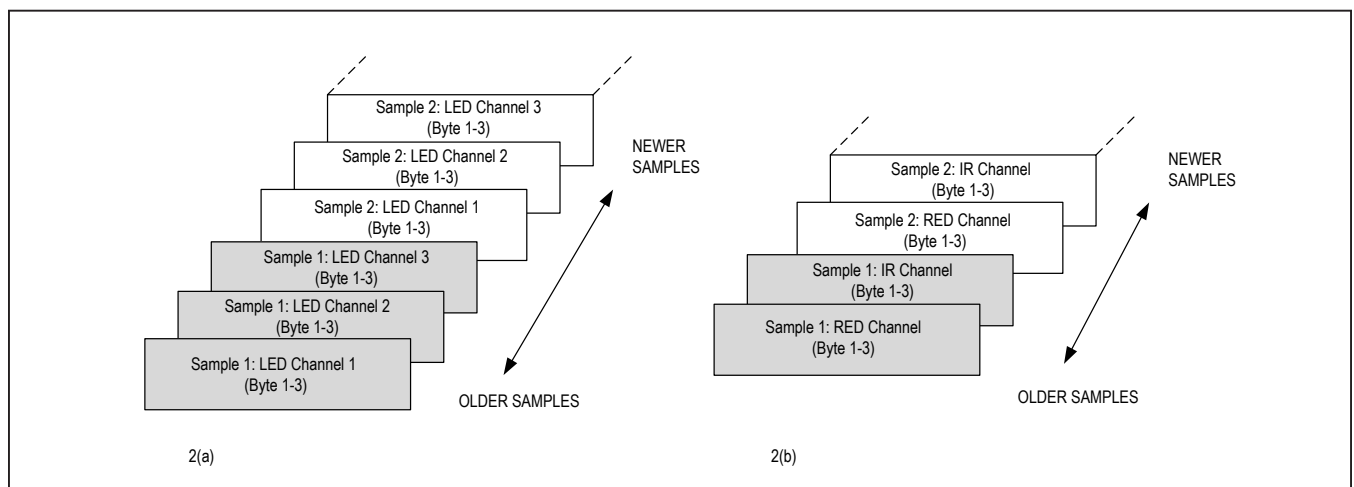 Sample 2: LED Channel 3
(Byte 1-3)
Sample 2: LED Channel 2
(Byte 1-3)
Sample 2: LED Channel 1
(Byte 1-3)
Sample 1: LED Channel 3
(Byte 1-3)
Sample 1: LED Channel 2
(Byte 1-3)
Sample 1: LED Channel 1
(Byte 1-3)
NEWER
SAMPLES
OLDER SAMPLES
2(a)
Sample 2: IR Channel
(Byte 1-3)
Sample 2: RED Channel
(Byte 1-3)
Sample 1: IR Channel
(Byte 1-3)
Sample 1: RED Channel
(Byte 1-3)
NEWER
SAMPLES
OLDER SAMPLES
2(b)